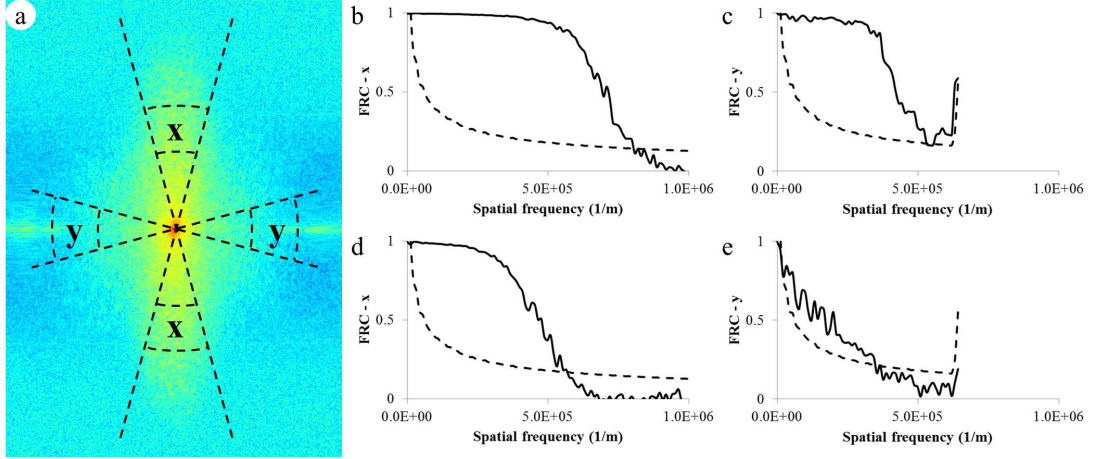 a
x
y
y
x
b
FRC - x
1
0.5
0
0.0E+00 5.0E+05 1.0E+06
Spatial frequency (1/m)
c
FRC - y
1
0.5
0
0.0E+00 5.0E+05 1.0E+06
Spatial frequency (1/m)
d
FRC - x
1
0.5
0
0.0E+00 5.0E+05 1.0E+06
Spatial frequency (1/m)
e
FRC - y
1
0.5
0
0.0E+00 5.0E+05 1.0E+06
Spatial frequency (1/m)